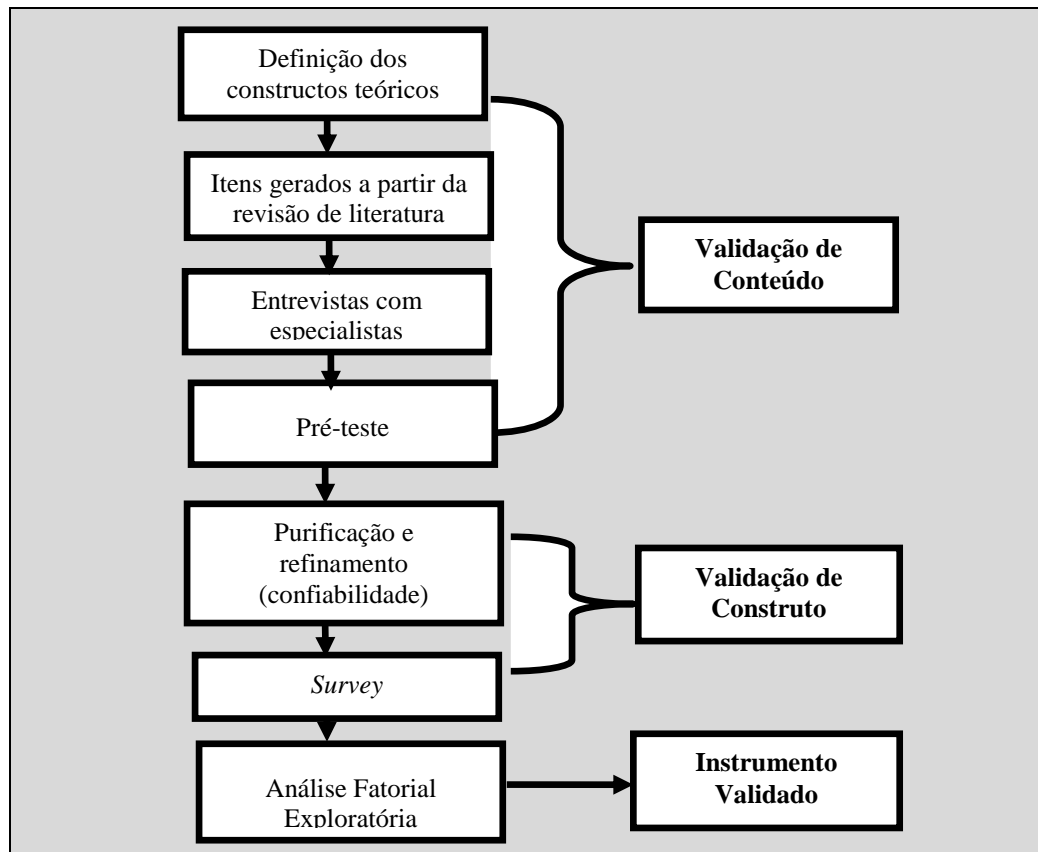 Definição dos
constructos teóricos
Itens gerados a partir da
revisão de literatura
Entrevistas com
especialistas
Pré-teste
Purificação e
refinamento
(confiabilidade)
Survey
Análise Fatorial
Exploratória
Validação de
Conteúdo
Validação de
Construto
Instrumento
Validado